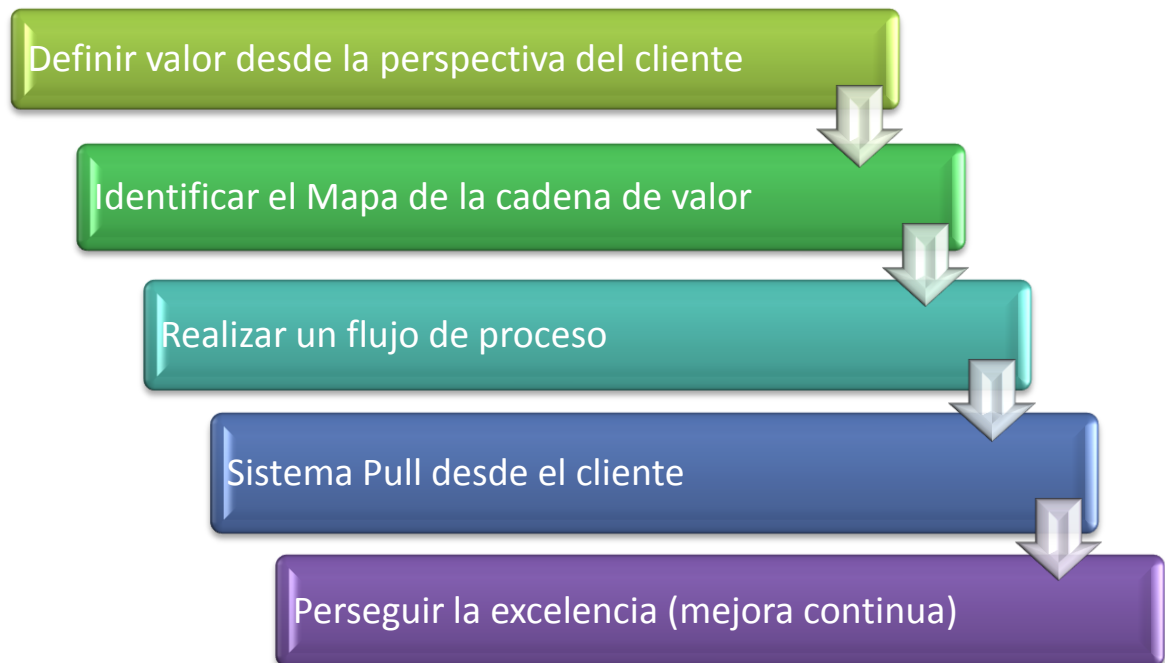 Definir valor desde la perspectiva del cliente
Identificar el Mapa de la cadena de valor
Realizar un flujo de proceso
Sistema Pull desde el cliente
Perseguir la excelencia (mejora continua)